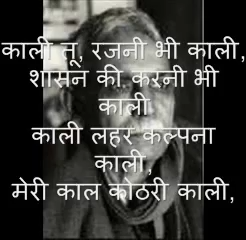 काली तू, रजनी भी काली,
शासन की करनी भी
काली
काली लहर कल्पना
काली,
मेरी काल कोठरी काली,